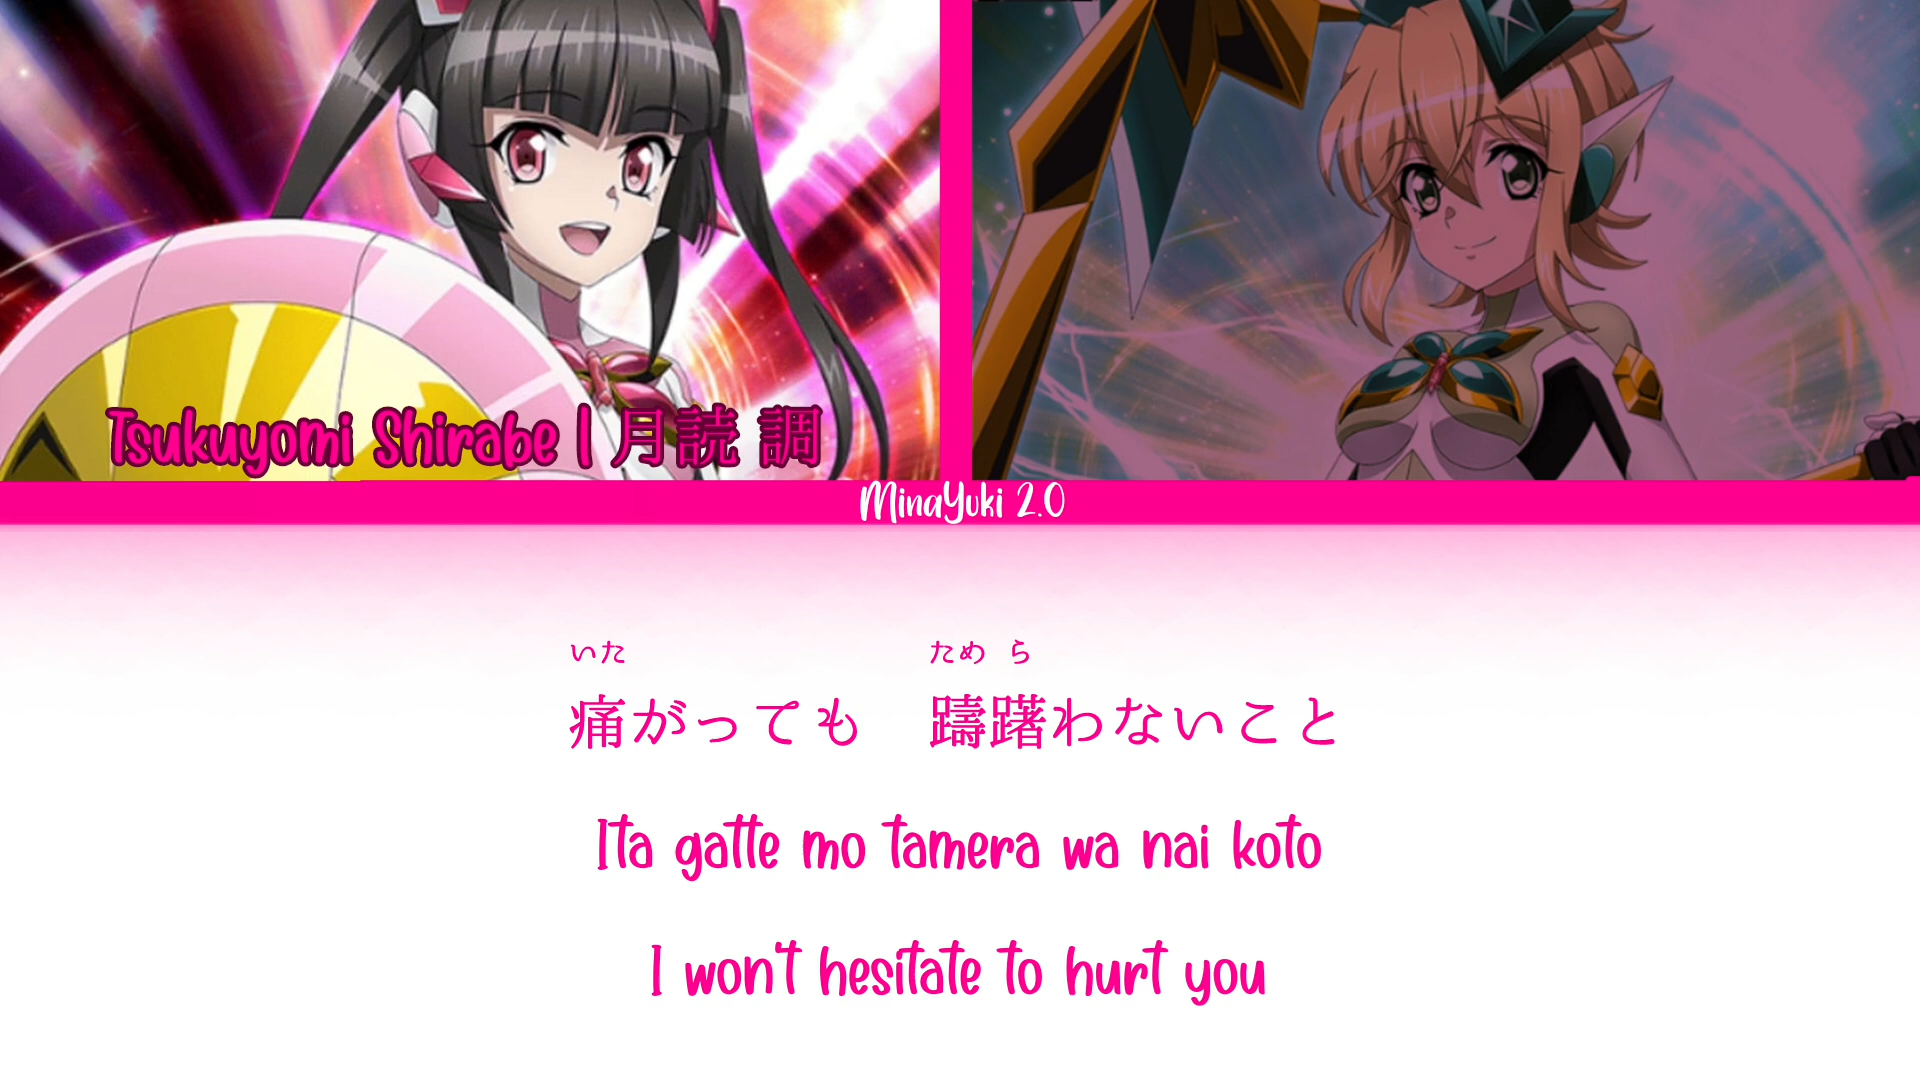 Tsukuyomi Shirabe | 月読 調
MinaYuki 2.0
いた ため ら
痛がっても 躊躇わないこと
Ita gatte mo tamera wa nai koto
I won't hesitate to hurt you